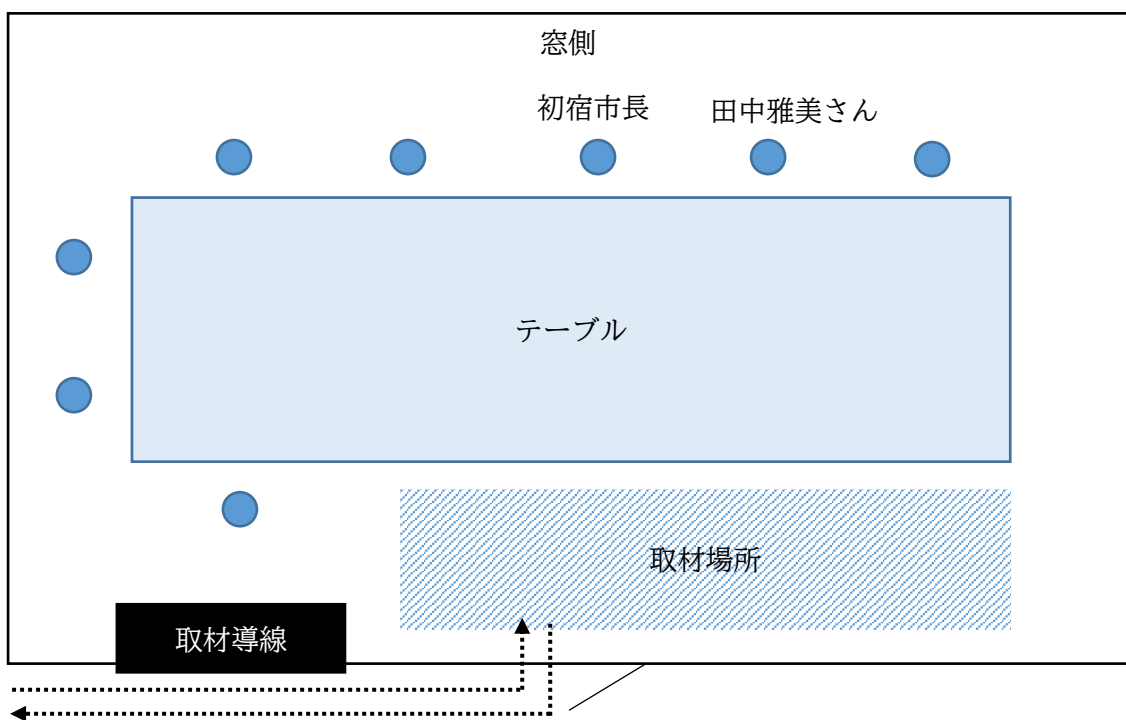 窓側
初宿市長
田中雅美さん
テーブル
取材場所
取材導線